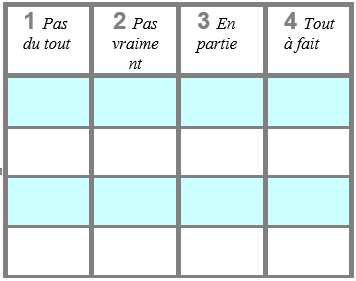 1 Pas
du tout
2 Pas
vraime
nt
3 En
partie
4 Tout
à fait